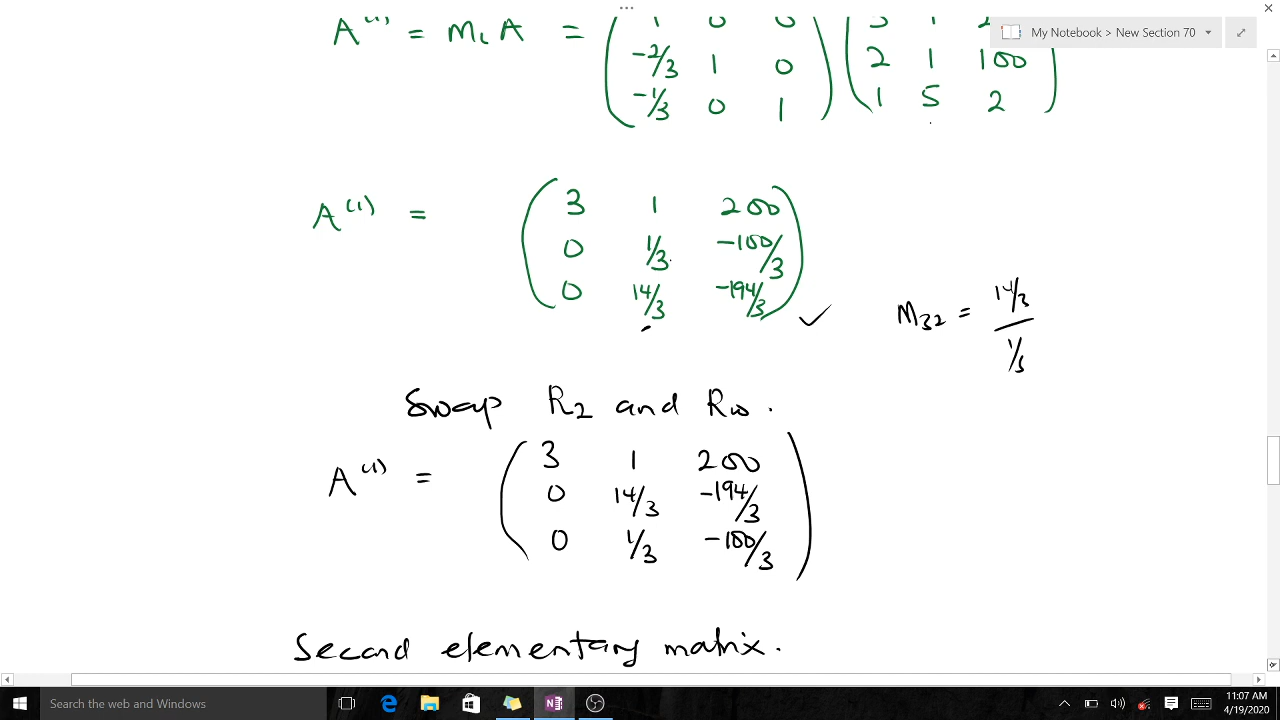 My Notebook > New Section 70
A⁽¹⁾ = M₁ A = ( 1 0 0
-2/3 1 0
-1/3 0 1 ) ( 3 1
2 1 100
1 5 2 )
A⁽¹⁾ = ( 3 1 200
0 1/3 -100/3
0 14/3 -194/3 ) ✓
M₃₂ = 14/3 / 1/3
Swap R₂ and
A⁽¹⁾ = ( 3 1 200
0 14/3 -194/3
0 1/3 -100/3 )
Second elementary matrix.
Search the web and Windows
11:07 AM
4/19/2020